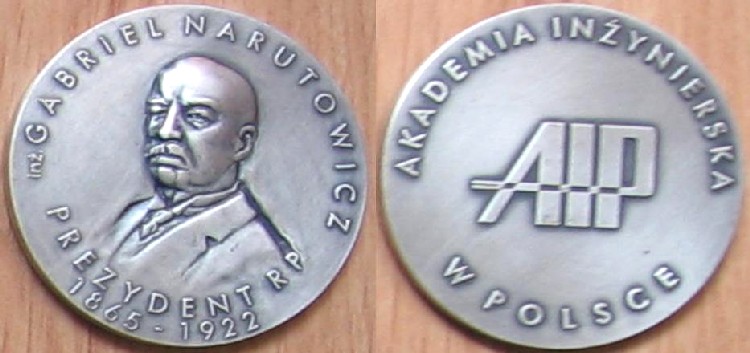 inż. GABRIEL NARUTOWICZ
PREZYDENT RP
1865 - 1922
AKADEMIA INŻYNIERSKA
AIP
W POLSCE